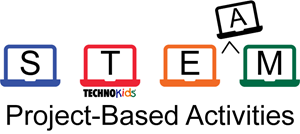 S T E A M
TECHNOKids
Project-Based Activities